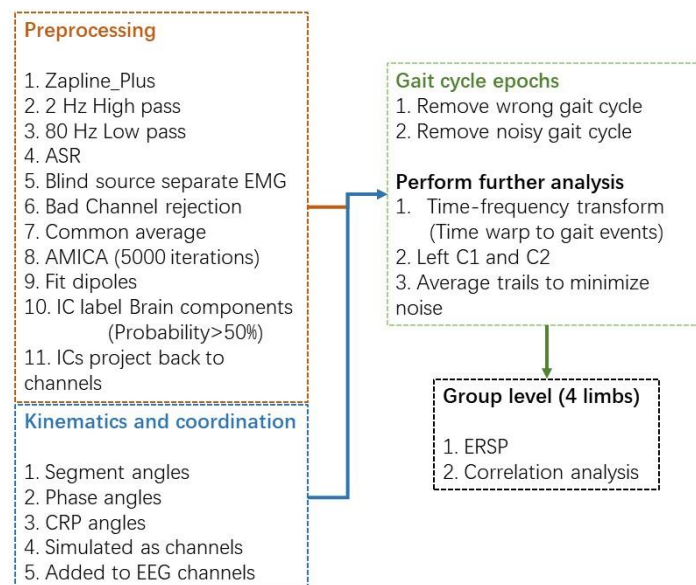 Preprocessing
1. Zapline_Plus
2. 2 Hz High pass
3. 80 Hz Low pass
4. ASR
5. Blind source separate EMG
6. Bad Channel rejection
7. Common average
8. AMICA (5000 iterations)
9. Fit dipoles
10. IC label Brain components
(Probability>50%)
11. ICs project back to
channels
Kinematics and coordination
1. Segment angles
2. Phase angles
3. CRP angles
4. Simulated as channels
5. Added to EEG channels
Gait cycle epochs
1. Remove wrong gait cycle
2. Remove noisy gait cycle
Perform further analysis
1. Time-frequency transform
(Time warp to gait events)
2. Left C1 and C2
3. Average trails to minimize
noise
Group level (4 limbs)
1. ERSP
2. Correlation analysis